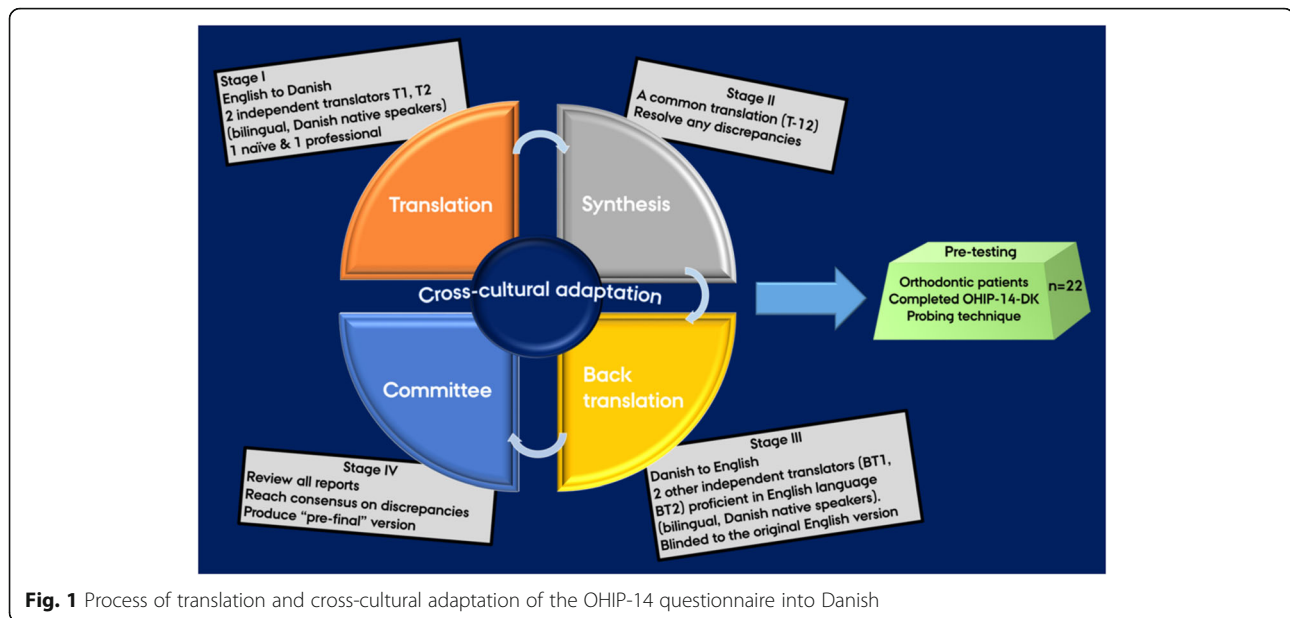 Stage I
English to Danish
2 independent translators T1, T2
(bilingual, Danish native speakers)
1 naïve & 1 professional
Stage II
A common translation (T-12)
Resolve any discrepancies
Translation
Synthesis
Cross-cultural adaptation
Committee
Back
translation
Pre-testing
Orthodontic patients
Completed OHIP-14-DK
Probing technique
n=22
Stage III
Danish to English
2 other independent translators (BT1,
BT2) proficient in English language
(bilingual, Danish native speakers).
Blinded to the original English version
Stage IV
Review all reports
Reach consensus on discrepancies
Produce “pre-final” version
Fig. 1 Process of translation and cross-cultural adaptation of the OHIP-14 questionnaire into Danish